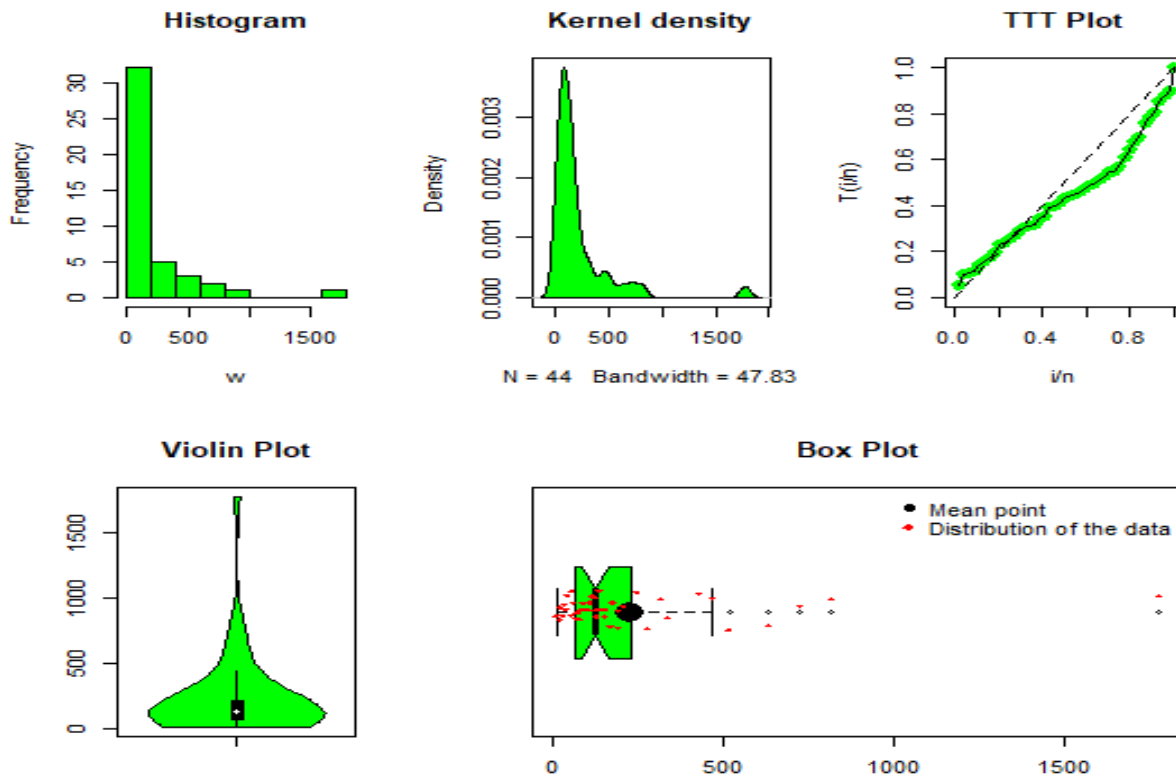 Histogram
Frequency
0 5 10 15 20 25 30
0 500 1500
w
Kernel density
Density
0.000 0.001 0.002 0.003
0 500 1500
N = 44 Bandwidth = 47.83
TTT Plot
T(i/n)
0.0 0.2 0.4 0.6 0.8 1.0
0.0 0.4 0.8
i/n
Violin Plot
0 500 1000 1500
Box Plot
Mean point
Distribution of the data
0 500 1000 1500